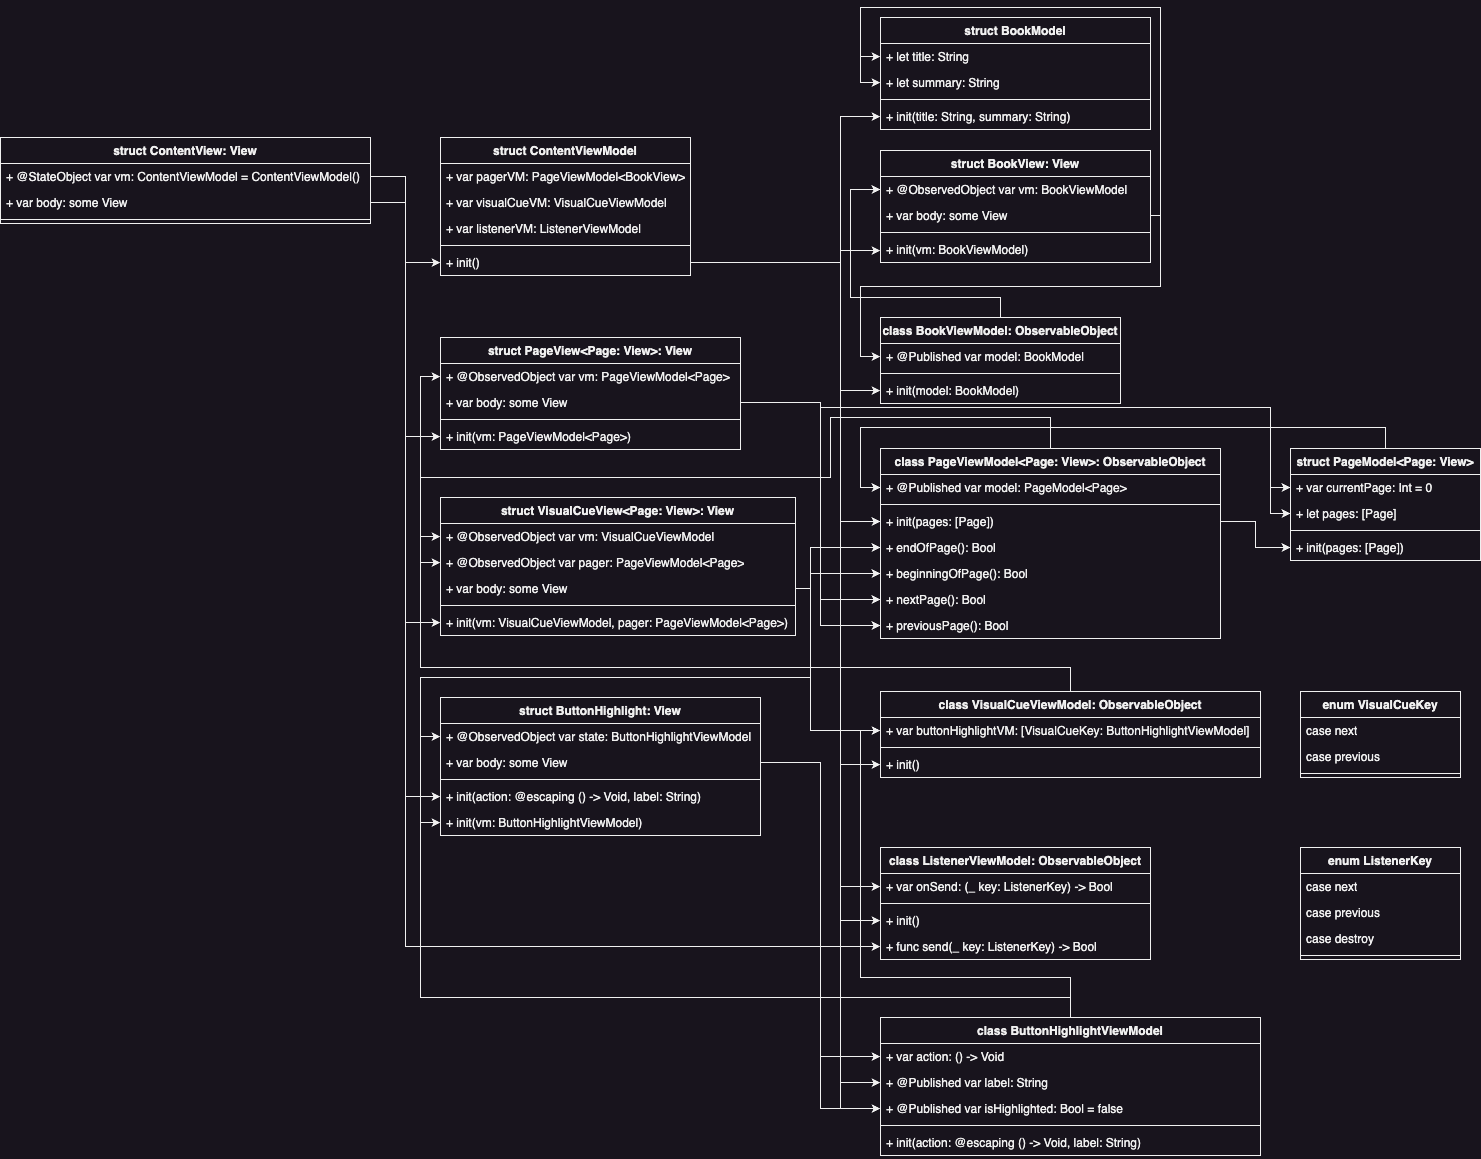 struct BookModel
+ let title: String
+ let summary: String
+ init(title: String, summary: String)
struct ContentView: View
+ @StateObject var vm: ContentViewModel = ContentViewModel()
+ var body: some View
struct ContentViewModel
+ var pagerVM: PageViewModel<BookView>
+ var visualCueVM: VisualCueViewModel
+ var listenerVM: ListenerViewModel
+ init()
struct BookView: View
+ @ObservedObject var vm: BookViewModel
+ var body: some View
+ init(vm: BookViewModel)
class BookViewModel: ObservableObject
+ @Published var model: BookModel
+ init(model: BookModel)
struct PageView<Page: View>: View
+ @ObservedObject var vm: PageViewModel<Page>
+ var body: some View
+ init(vm: PageViewModel<Page>)
class PageViewModel<Page: View>: ObservableObject
+ @Published var model: PageModel<Page>
+ init(pages: [Page])
+ endOfPage(): Bool
+ beginningOfPage(): Bool
+ nextPage(): Bool
+ previousPage(): Bool
struct PageModel<Page: View>
+ var currentPage: Int = 0
+ let pages: [Page]
+ init(pages: [Page])
struct VisualCueView<Page: View>: View
+ @ObservedObject var vm: VisualCueViewModel
+ @ObservedObject var pager: PageViewModel<Page>
+ var body: some View
+ init(vm: VisualCueViewModel, pager: PageViewModel<Page>)
struct ButtonHighlight: View
+ @ObservedObject var state: ButtonHighlightViewModel
+ var body: some View
+ init(action: @escaping () -> Void, label: String)
+ init(vm: ButtonHighlightViewModel)
class VisualCueViewModel: ObservableObject
+ var buttonHighlightVM: [VisualCueKey: ButtonHighlightViewModel]
+ init()
enum VisualCueKey
case next
case previous
class ListenerViewModel: ObservableObject
+ var onSend: (_ key: ListenerKey) -> Bool
+ init()
+ func send(_ key: ListenerKey) -> Bool
enum ListenerKey
case next
case previous
case destroy
class ButtonHighlightViewModel
+ var action: () -> Void
+ @Published var label: String
+ @Published var isHighlighted: Bool = false
+ init(action: @escaping () -> Void, label: String)